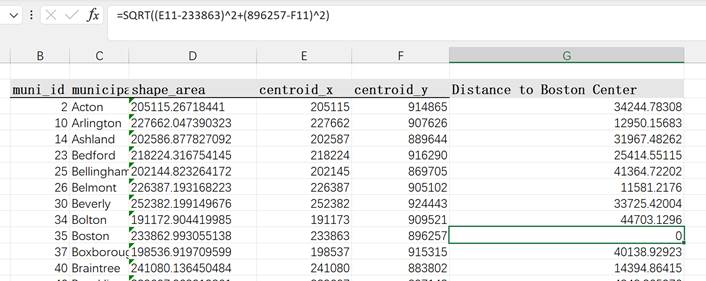 fx =SQRT((E11-233863)^2+(896257-F11)^2)
B C D E F G
muni_id municipa shape_area centroid_x centroid_y Distance to Boston Center
2 Acton 205115.26718441 205115 914865 34244.78308
10 Arlington 227662.047390323 227662 907626 12950.15683
14 Ashland 202586.877827092 202587 889644 31967.48262
23 Bedford 218224.316754145 218224 916290 25414.55115
25 Bellingham 202144.823264172 202145 869705 41364.72202
26 Belmont 226387.193168223 226387 905102 11581.2176
30 Beverly 252382.199149676 252382 924443 33725.42004
34 Bolton 191172.904419985 191173 909521 44703.1296
35 Boston 233862.993055138 233863 896257 0
37 Boxboroug 198536.919709599 198537 915315 40138.92923
40 Braintree 241080.136450484 241080 883802 14394.86415